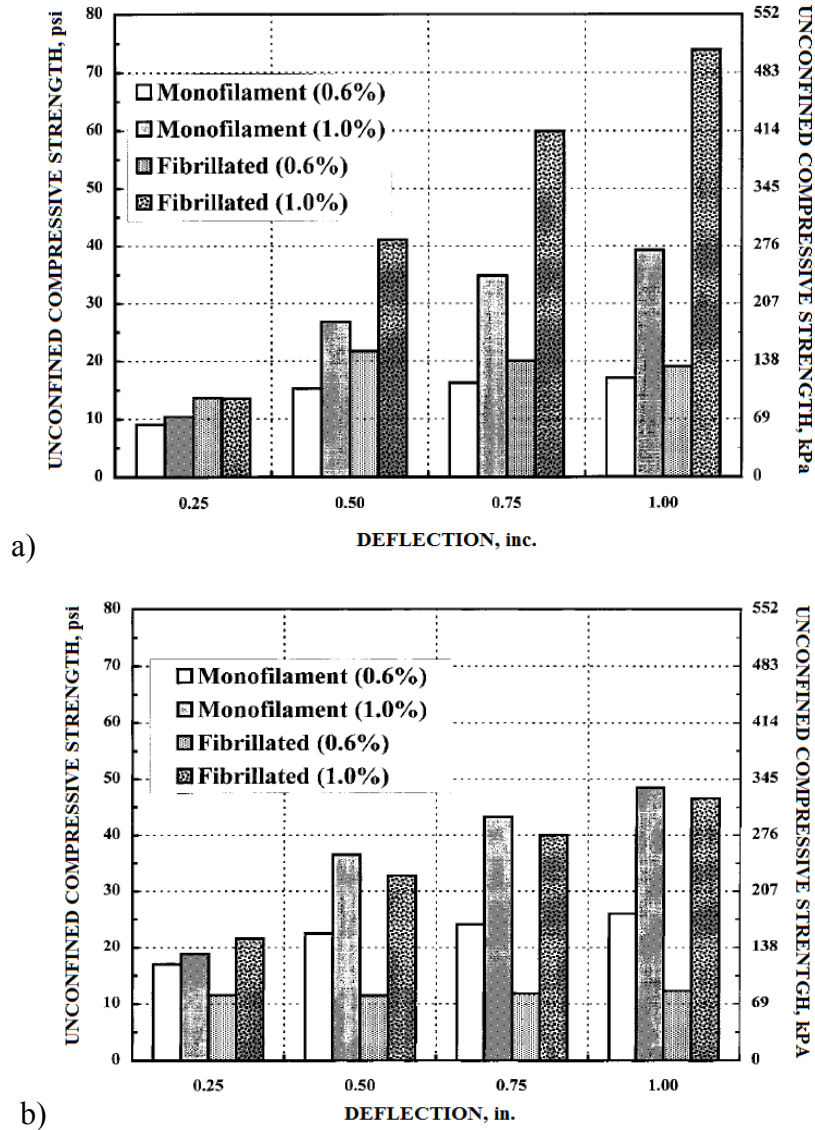 UNCONFINED COMPRESSIVE STRENGTH, psi
80
70
60
50
40
30
20
10
0
Monofilament (0.6%)
Monofilament (1.0%)
Fibrillated (0.6%)
Fibrillated (1.0%)
552
483
414
345
276
207
138
69
0
UNCONFINED COMPRESSIVE STRENGTH, kPa
0.25 0.50 0.75 1.00
DEFLECTION, inc.
a)
UNCONFINED COMPRESSIVE STRENGTH, psi
80
70
60
50
40
30
20
10
0
Monofilament (0.6%)
Monofilament (1.0%)
Fibrillated (0.6%)
Fibrillated (1.0%)
552
483
414
345
276
207
138
69
0
UNCONFINED COMPRESSIVE STRENTGH, kPA
0.25 0.50 0.75 1.00
DEFLECTION, in.
b)